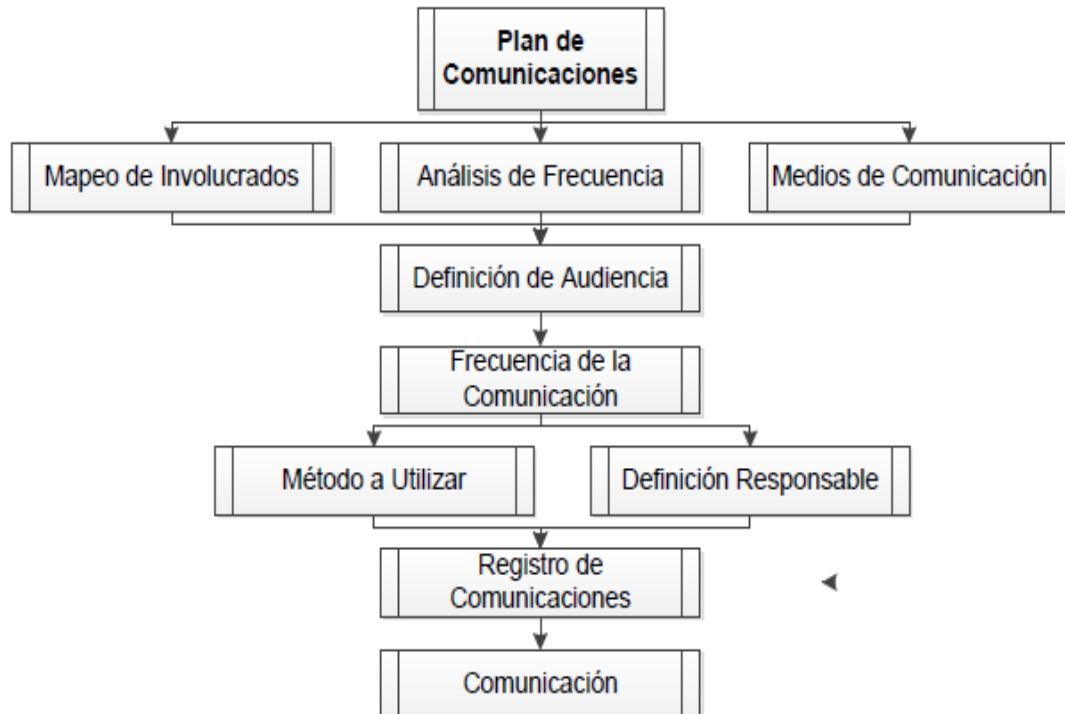 Plan de
Comunicaciones
Mapeo de Involucrados
Análisis de Frecuencia
Medios de Comunicación
Definición de Audiencia
Frecuencia de la
Comunicación
Método a Utilizar
Definición Responsable
Registro de
Comunicaciones
Comunicación